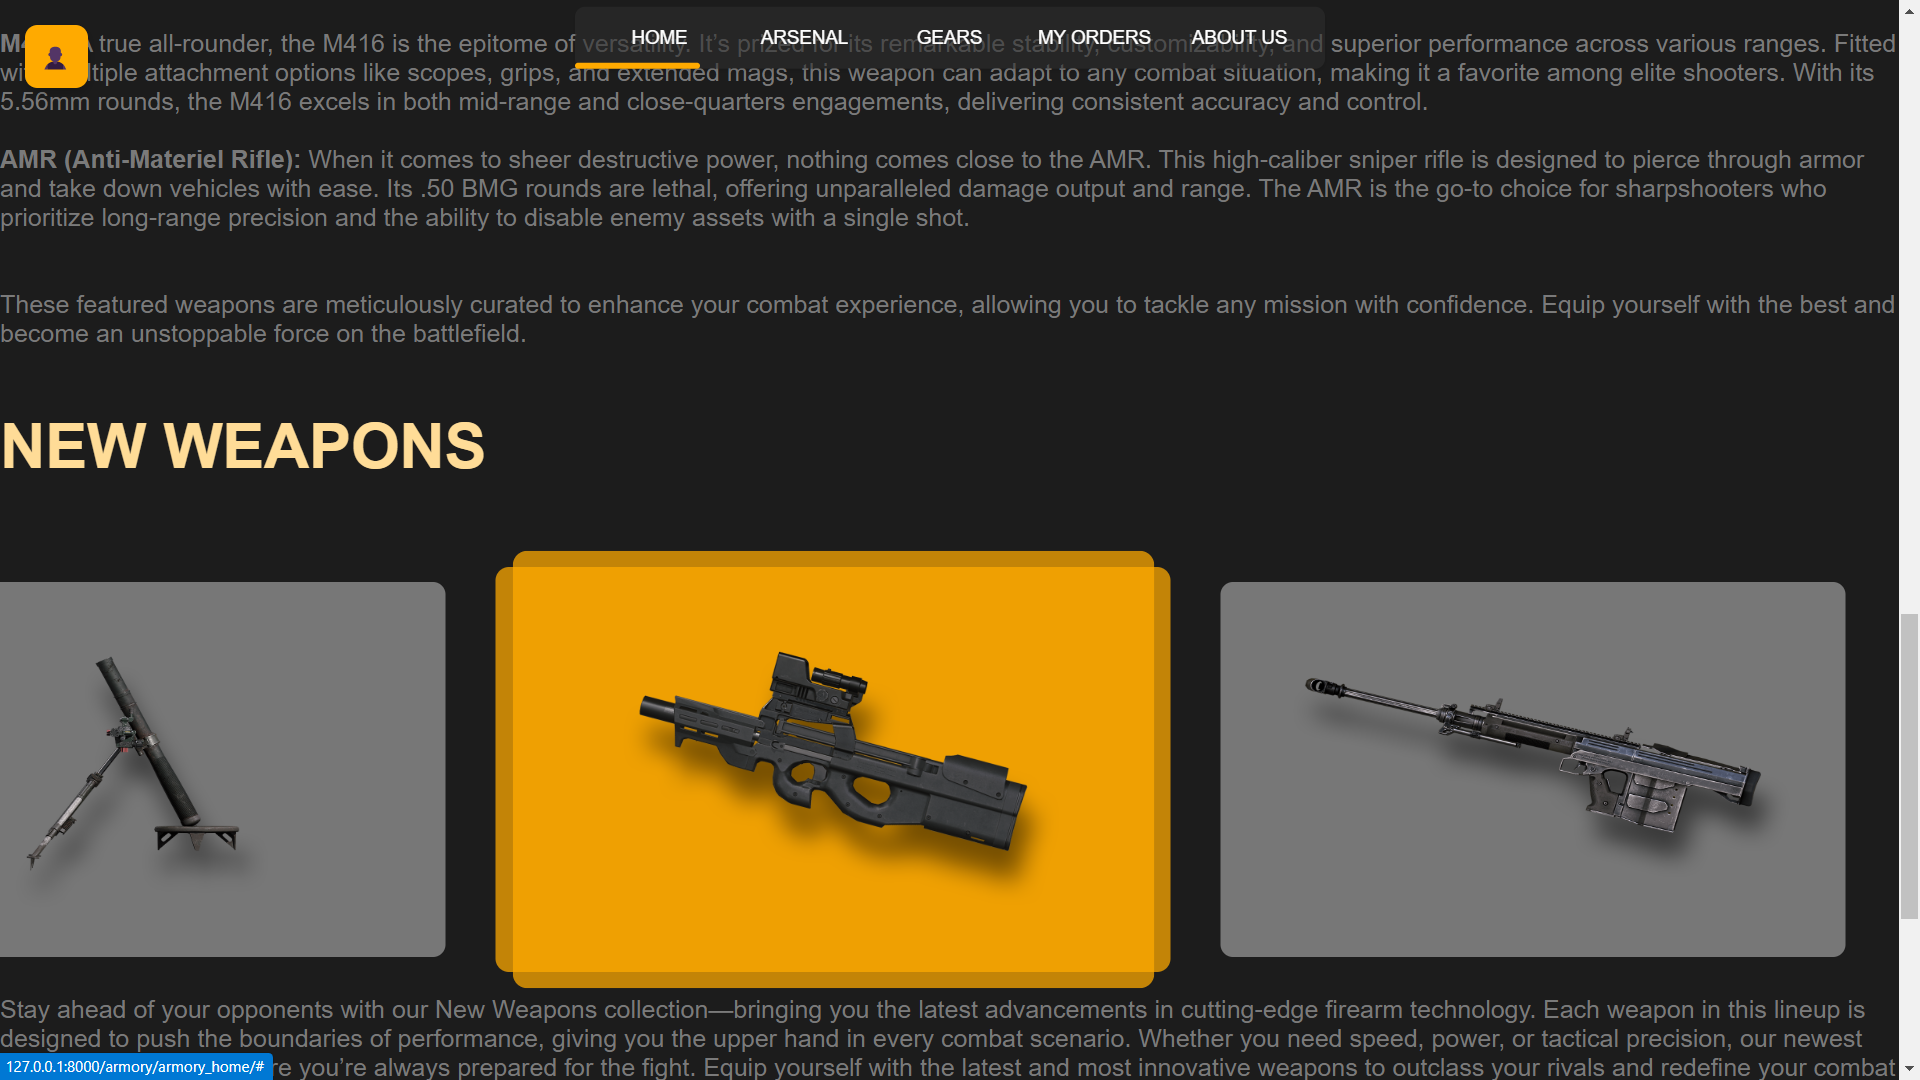 HOME ARSENAL GEARS MY ORDERS ABOUT US
true all-rounder, the M416 is the epitome of versatility. It's prized for its remarkable stability, customizability, and superior performance across various ranges. Fitted
multiple attachment options like scopes, grips, and extended mags, this weapon can adapt to any combat situation, making it a favorite among elite shooters. With its
5.56mm rounds, the M416 excels in both mid-range and close-quarters engagements, delivering consistent accuracy and control.
AMR (Anti-Materiel Rifle): When it comes to sheer destructive power, nothing comes close to the AMR. This high-caliber sniper rifle is designed to pierce through armor
and take down vehicles with ease. Its .50 BMG rounds are lethal, offering unparalleled damage output and range. The AMR is the go-to choice for sharpshooters who
prioritize long-range precision and the ability to disable enemy assets with a single shot.
These featured weapons are meticulously curated to enhance your combat experience, allowing you to tackle any mission with confidence. Equip yourself with the best and
become an unstoppable force on the battlefield.
NEW WEAPONS
Stay ahead of your opponents with our New Weapons collection—bringing you the latest advancements in cutting-edge firearm technology. Each weapon in this lineup is
designed to push the boundaries of performance, giving you the upper hand in every combat scenario. Whether you need speed, power, or tactical precision, our newest
you're always prepared for the fight. Equip yourself with the latest and most innovative weapons to outclass your rivals and redefine your combat
127.0.0.1:8000/armory/armory_home/#